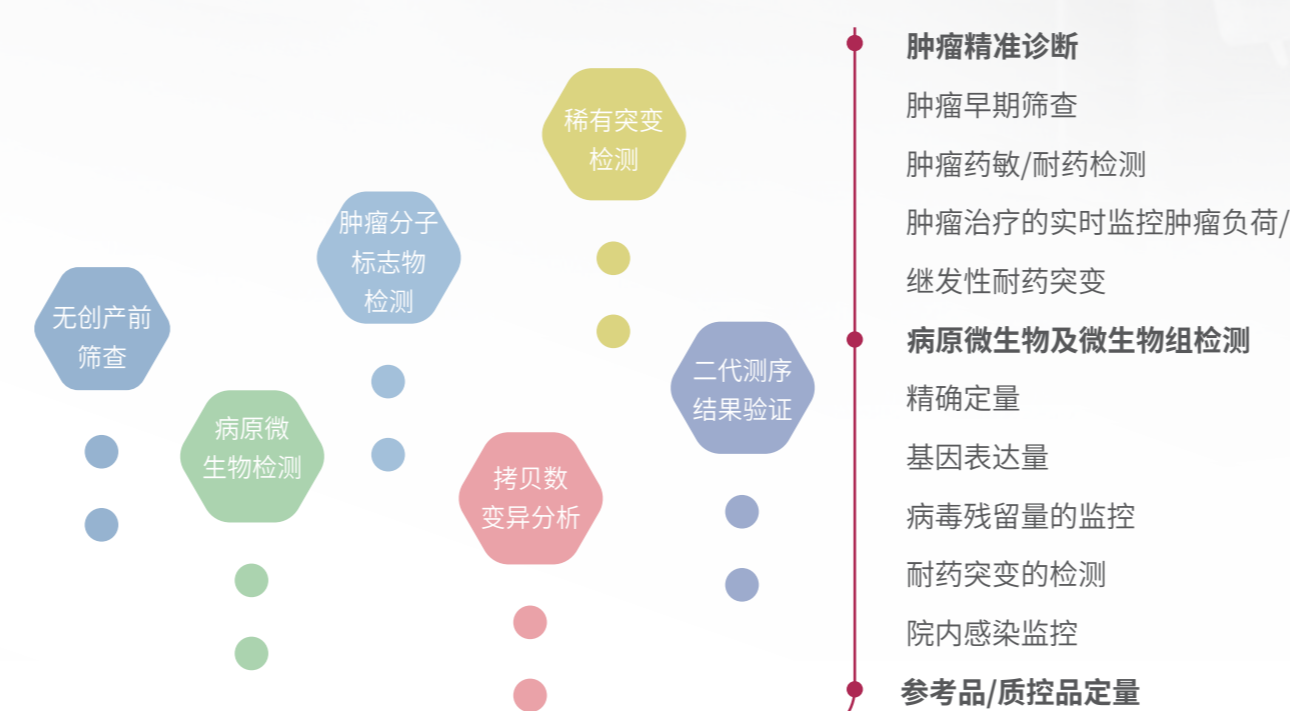 稀有突变
检测
肿瘤分子
标志物
检测
无创产前
筛查
二代测序
结果验证
病原微
生物检测
拷贝数
变异分析
肿瘤精准诊断
肿瘤早期筛查
肿瘤药敏/耐药检测
肿瘤治疗的实时监控肿瘤负荷/
继发性耐药突变
病原微生物及微生物组检测
精确定量
基因表达量
病毒残留量的监控
耐药突变的检测
院内感染监控
参考品/质控品定量